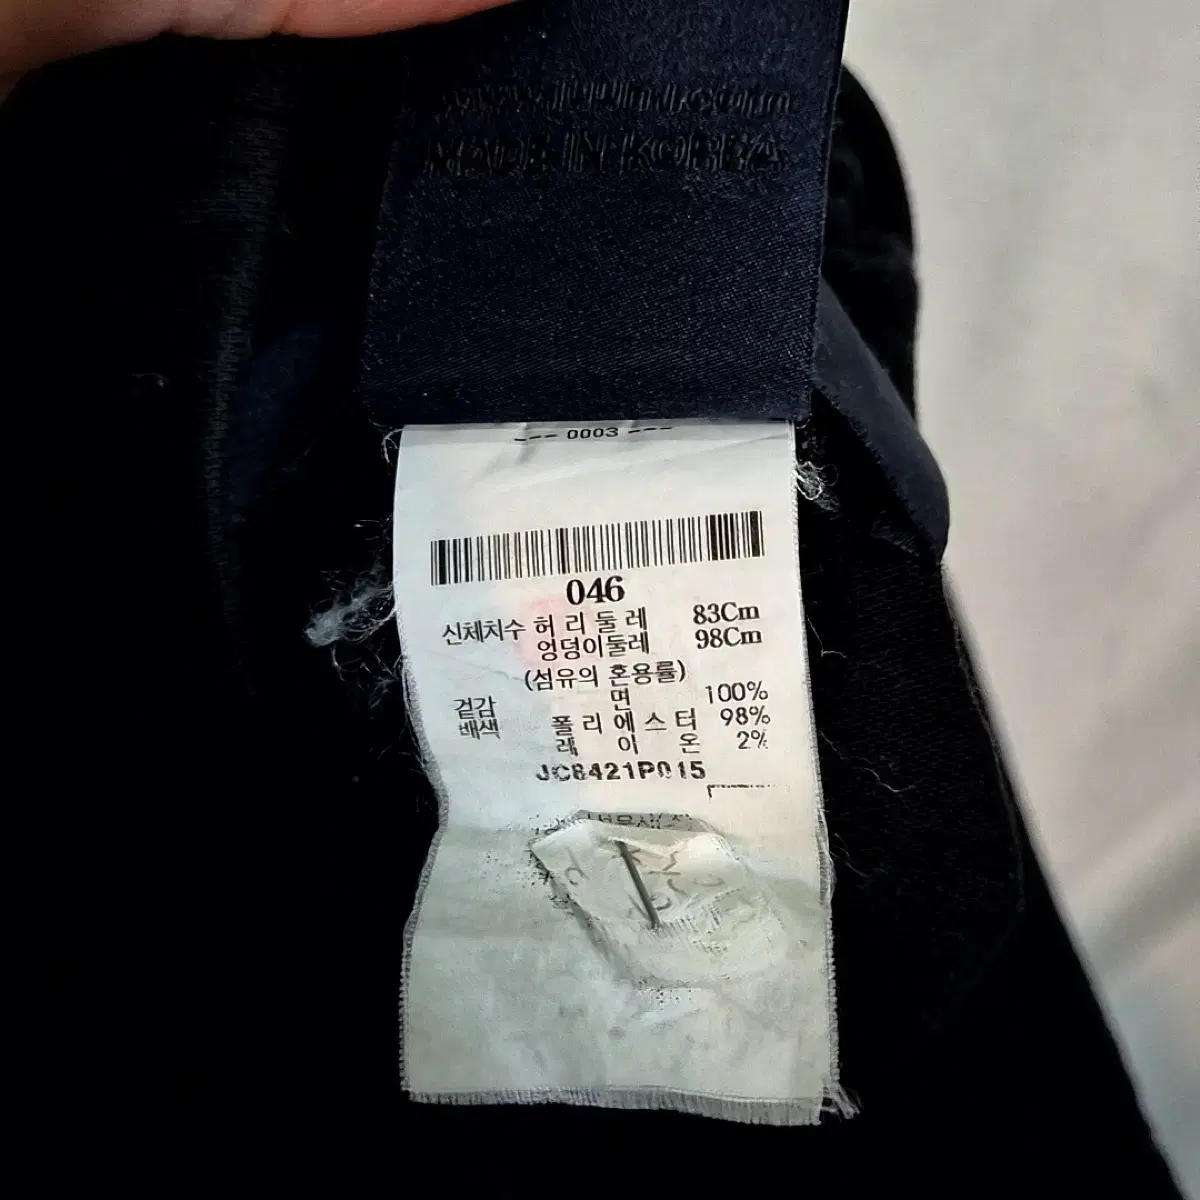 MADE IN KOREA
--- 0003 ---
046
신체치수 허 리 둘 레 83Cm
엉덩이둘레 98Cm
(섬유의 혼용률)
겉감 면 100%
배색 폴 리 에 스 터 98%
레 이 온 2%
JC8421P015